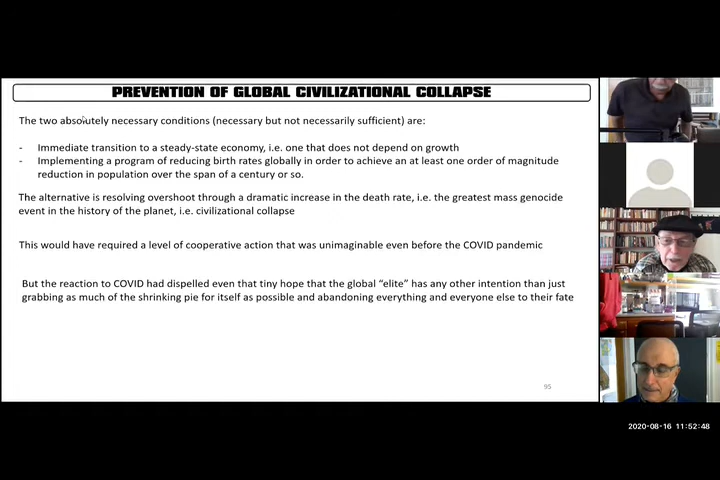 PREVENTION OF GLOBAL CIVILIZATIONAL COLLAPSE
The two absolutely necessary conditions (necessary but not necessarily sufficient) are:
- Immediate transition to a steady-state economy, i.e. one that does not depend on growth
- Implementing a program of reducing birth rates globally in order to achieve an at least one order of magnitude
reduction in population over the span of a century or so.
The alternative is resolving overshoot through a dramatic increase in the death rate, i.e. the greatest mass genocide
event in the history of the planet, i.e. civilizational collapse
This would have required a level of cooperative action that was unimaginable even before the COVID pandemic
But the reaction to COVID had dispelled even that tiny hope that the global “elite” has any other intention than just
grabbing as much of the shrinking pie for itself as possible and abandoning everything and everyone else to their fate
95
2020-08-16 11:52:48